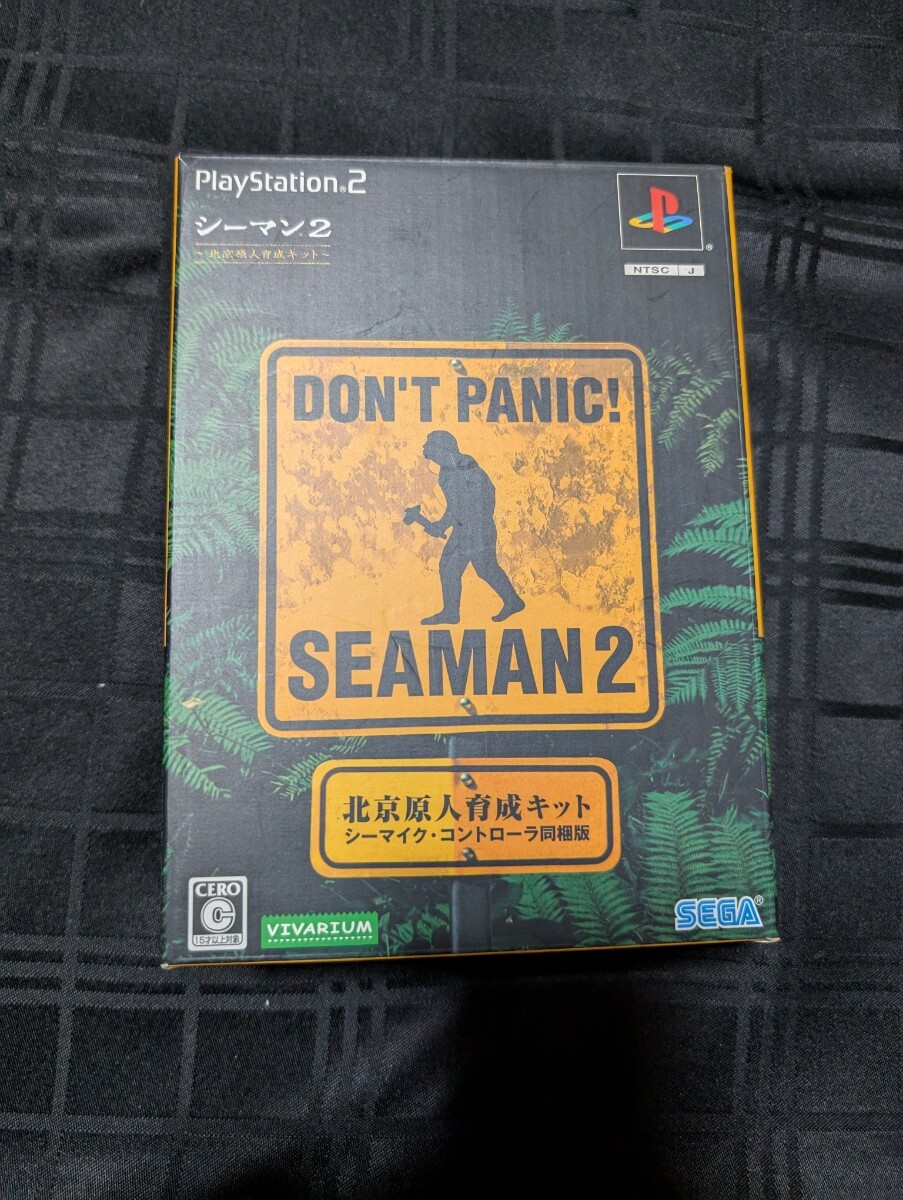 PlayStation®2
シーマン2
~北京原人育成キット~
®
NTSC J
DON'T PANIC!
SEAMAN 2
北京原人育成キット
シーマイク・コントローラ同梱版
CERO
C
15才以上対象
VIVARIUM
SEGA®